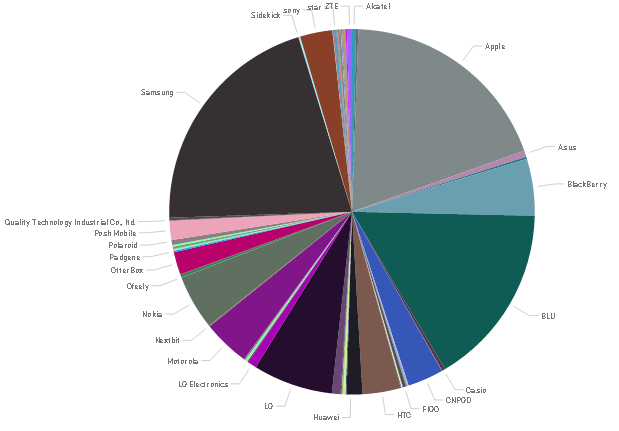 Alcatel
Apple
Asus
BlackBerry
BLU
Casio
CNPGD
FIGO
HTC
Huawei
LG
LG Electronics
Motorola
Nextbit
Nokia
Ofeely
OtterBox
Padgene
Polaroid
Posh Mobile
Quality Technology Industrial Co., ltd.
Samsung
Sidekick
sony
star
ZTE